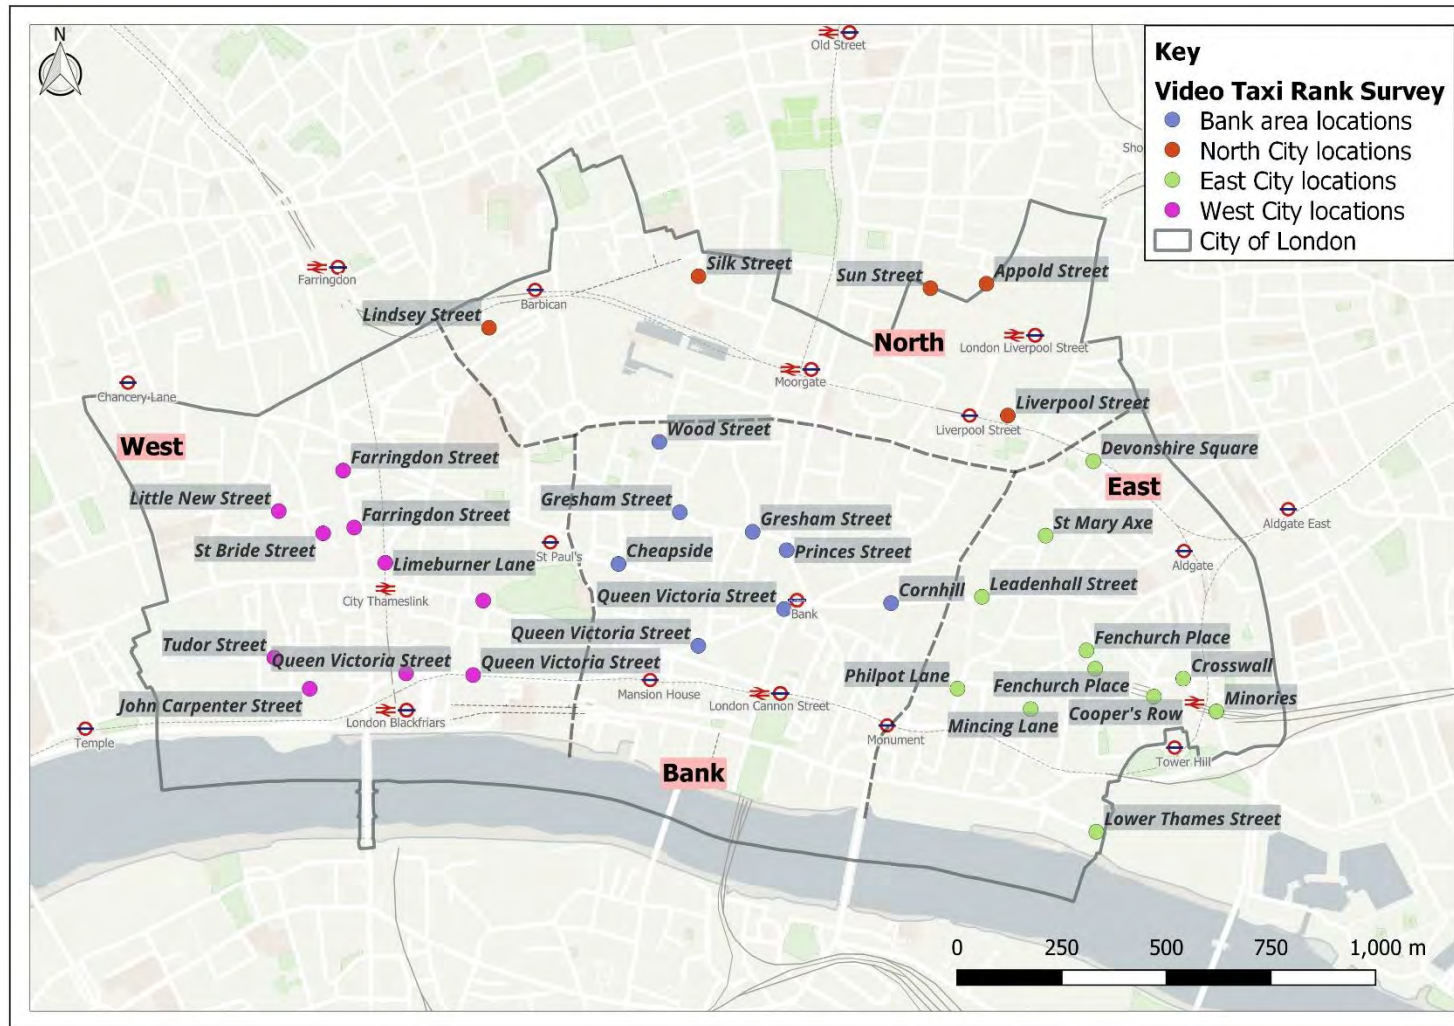 N
Old Street
Key
Video Taxi Rank Survey
Bank area locations
North City locations
East City locations
West City locations
City of London
Sho
Farringdon
Silk Street
Sun Street
Appold Street
Barbican
Lindsey Street
North
London Liverpool Street
Moorgate
Chancery Lane
Liverpool Street
Liverpool Street
West
Wood Street
Devonshire Square
Farringdon Street
East
Little New Street
Gresham Street
Farringdon Street
Gresham Street
St Mary Axe
Aldgate East
St Bride Street
St Paul's
Cheapside
Princes Street
Limeburner Lane
Aldgate
City Thameslink
Queen Victoria Street
Bank
Cornhill
Leadenhall Street
Tudor Street
Queen Victoria Street
Fenchurch Place
Queen Victoria Street
Queen Victoria Street
Crosswall
Philpot Lane
Fenchurch Place
John Carpenter Street
Mansion House
London Cannon Street
Minories
Cooper's Row
London Blackfriars
Mincing Lane
Temple
Monument
Tower Hill
Bank
Lower Thames Street
0 250 500 750 1,000 m